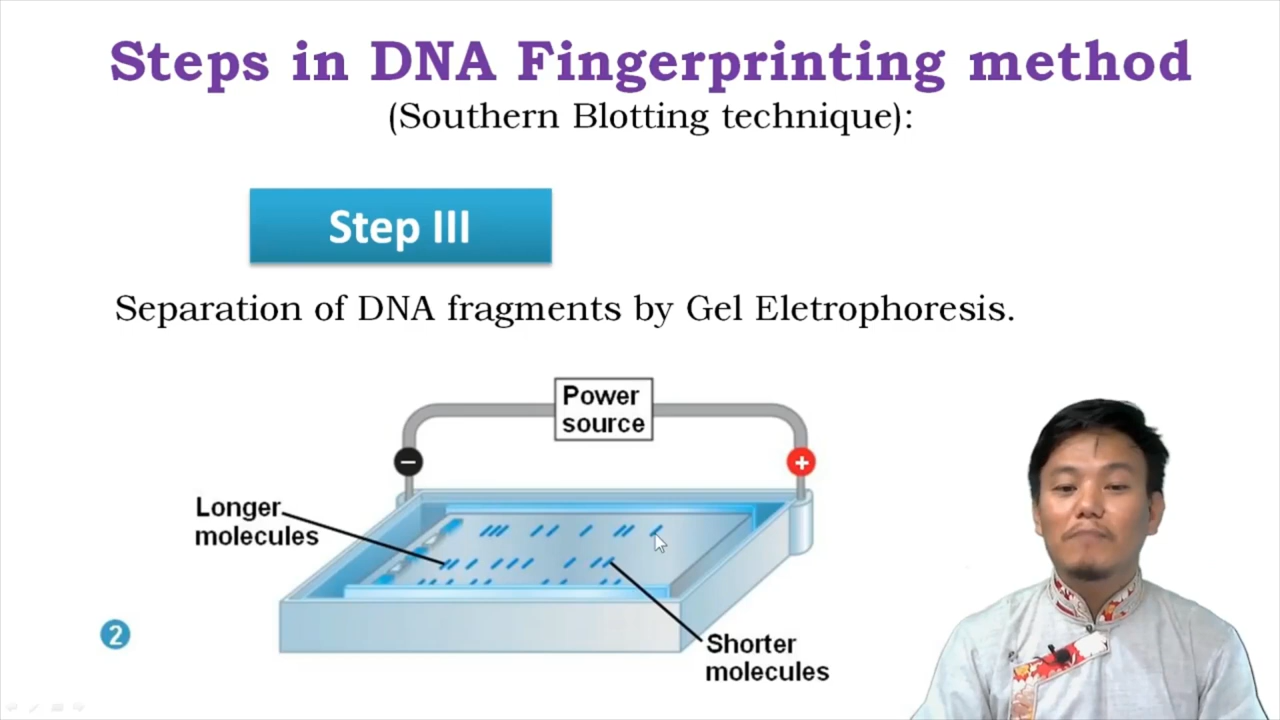 Steps in DNA Fingerprinting method
(Southern Blotting technique):
Step III
Separation of DNA fragments by Gel Eletrophoresis.
Power
source
−
+
Longer
molecules
2
Shorter
molecules